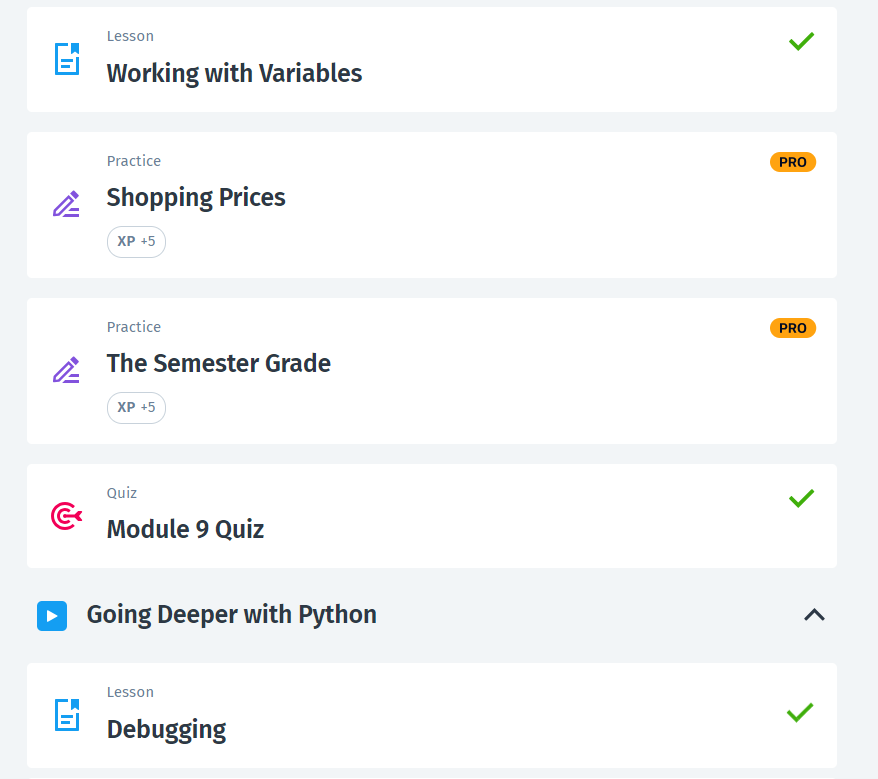 Lesson
Working with Variables
Practice
PRO
Shopping Prices
XP +5
Practice
PRO
The Semester Grade
XP +5
Quiz
Module 9 Quiz
Going Deeper with Python
Lesson
Debugging